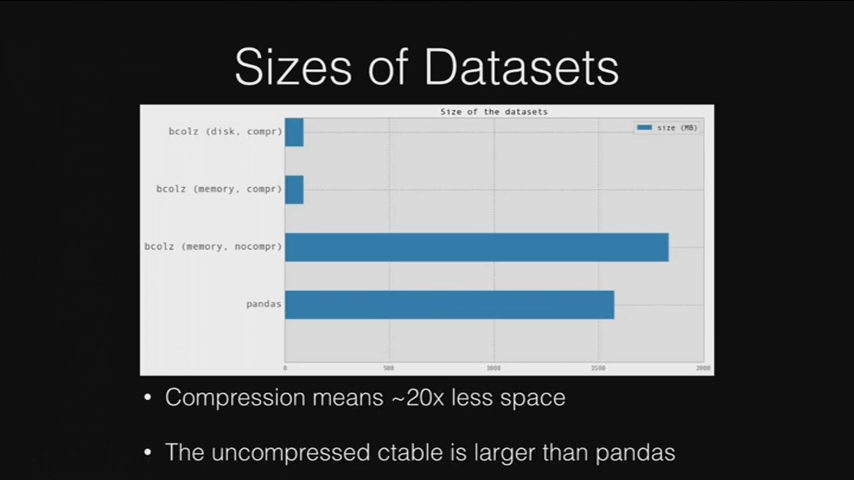 Sizes of Datasets
Size of the datasets
size (MB)
bcolz (disk, compr)
bcolz (memory, compr)
bcolz (memory, nocompr)
pandas
0 500 1000 1500 2000
• Compression means ~20x less space
• The uncompressed ctable is larger than pandas